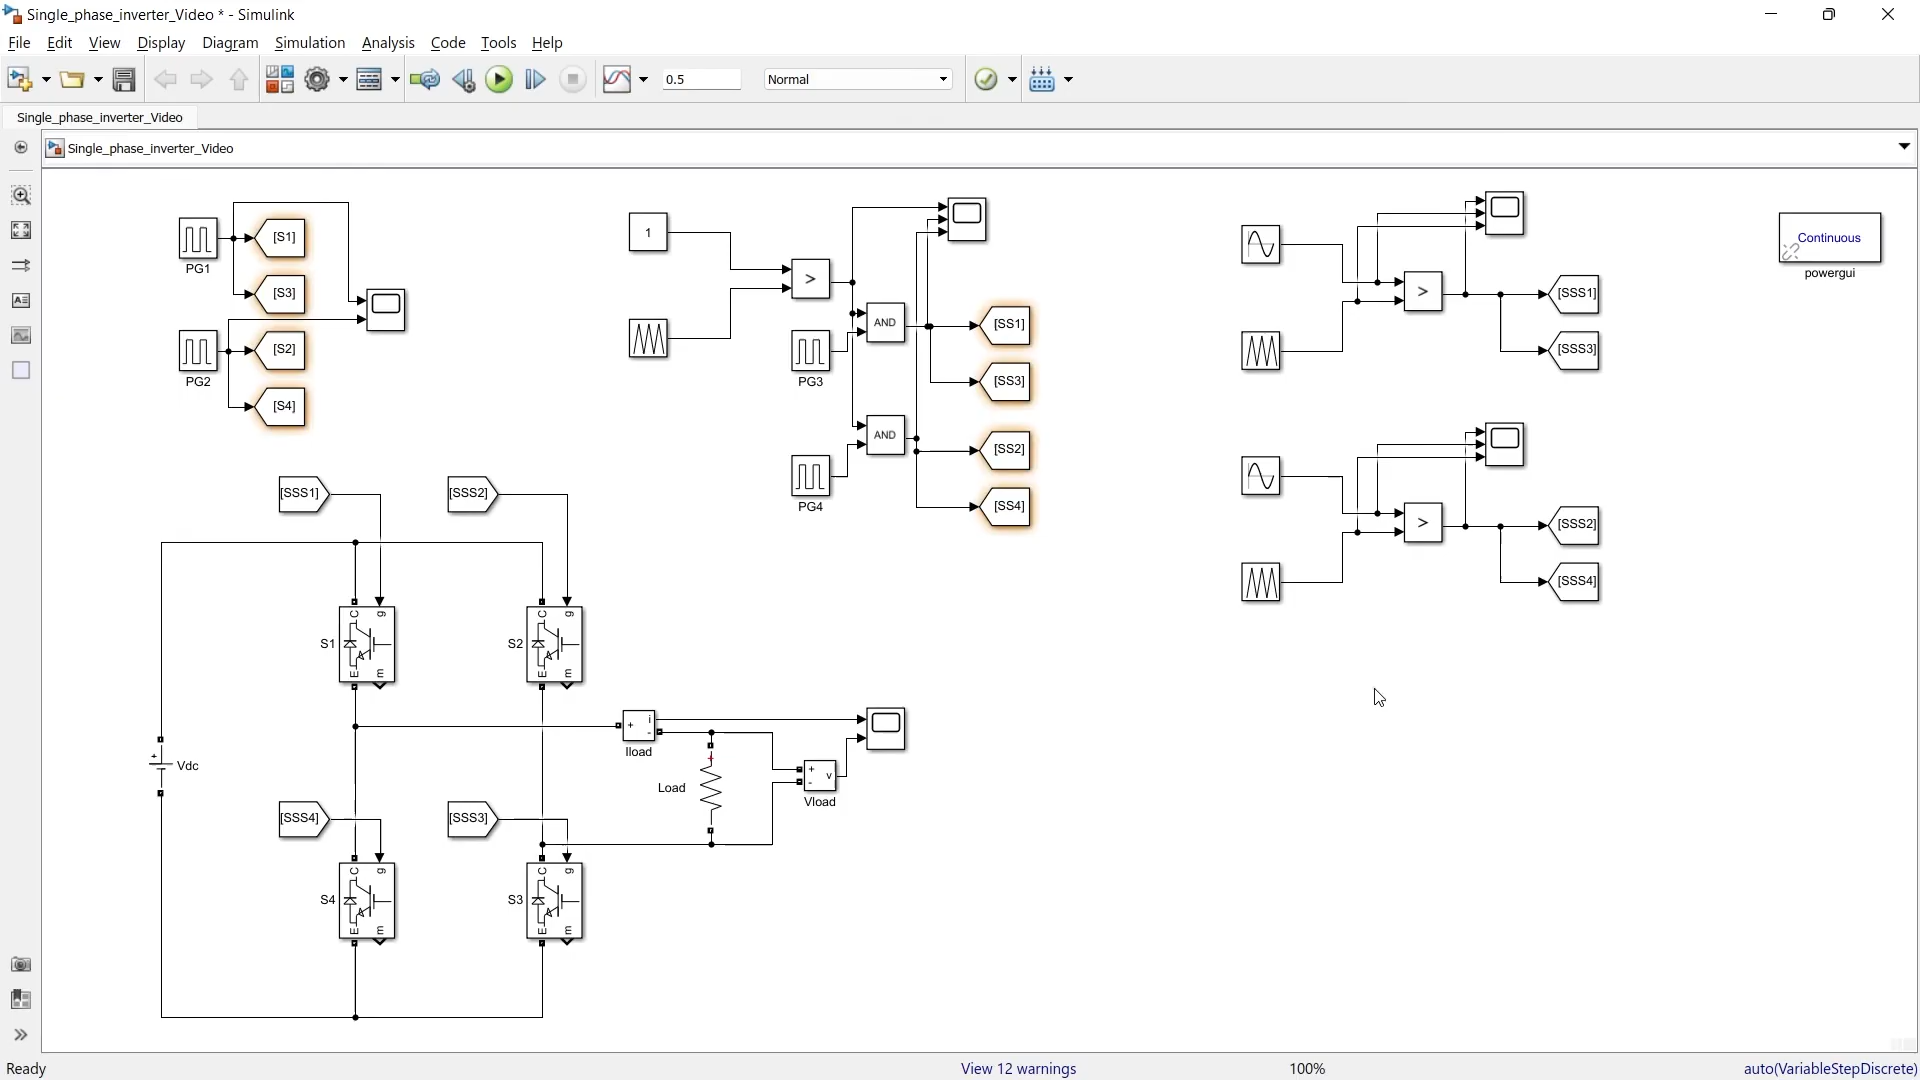 Single_phase_inverter_Video * - Simulink
File Edit View Display Diagram Simulation Analysis Code Tools Help
0.5
Normal
Single_phase_inverter_Video
Single_phase_inverter_Video
PG1
[S1]
[S3]
PG2
[S2]
[S4]
1
>
AND
PG3
AND
PG4
[SS1]
[SS3]
[SS2]
[SS4]
>
[SSS1]
[SSS3]
>
[SSS2]
[SSS4]
Continuous
powergui
[SSS1]
[SSS2]
C g
S1
E m
C g
S2
E m
Vdc
+
+ i
-
Iload
Load
+
+ v
-
Vload
[SSS4]
[SSS3]
C g
S4
E m
C g
S3
E m
Ready
View 12 warnings
100%
auto(VariableStepDiscrete)